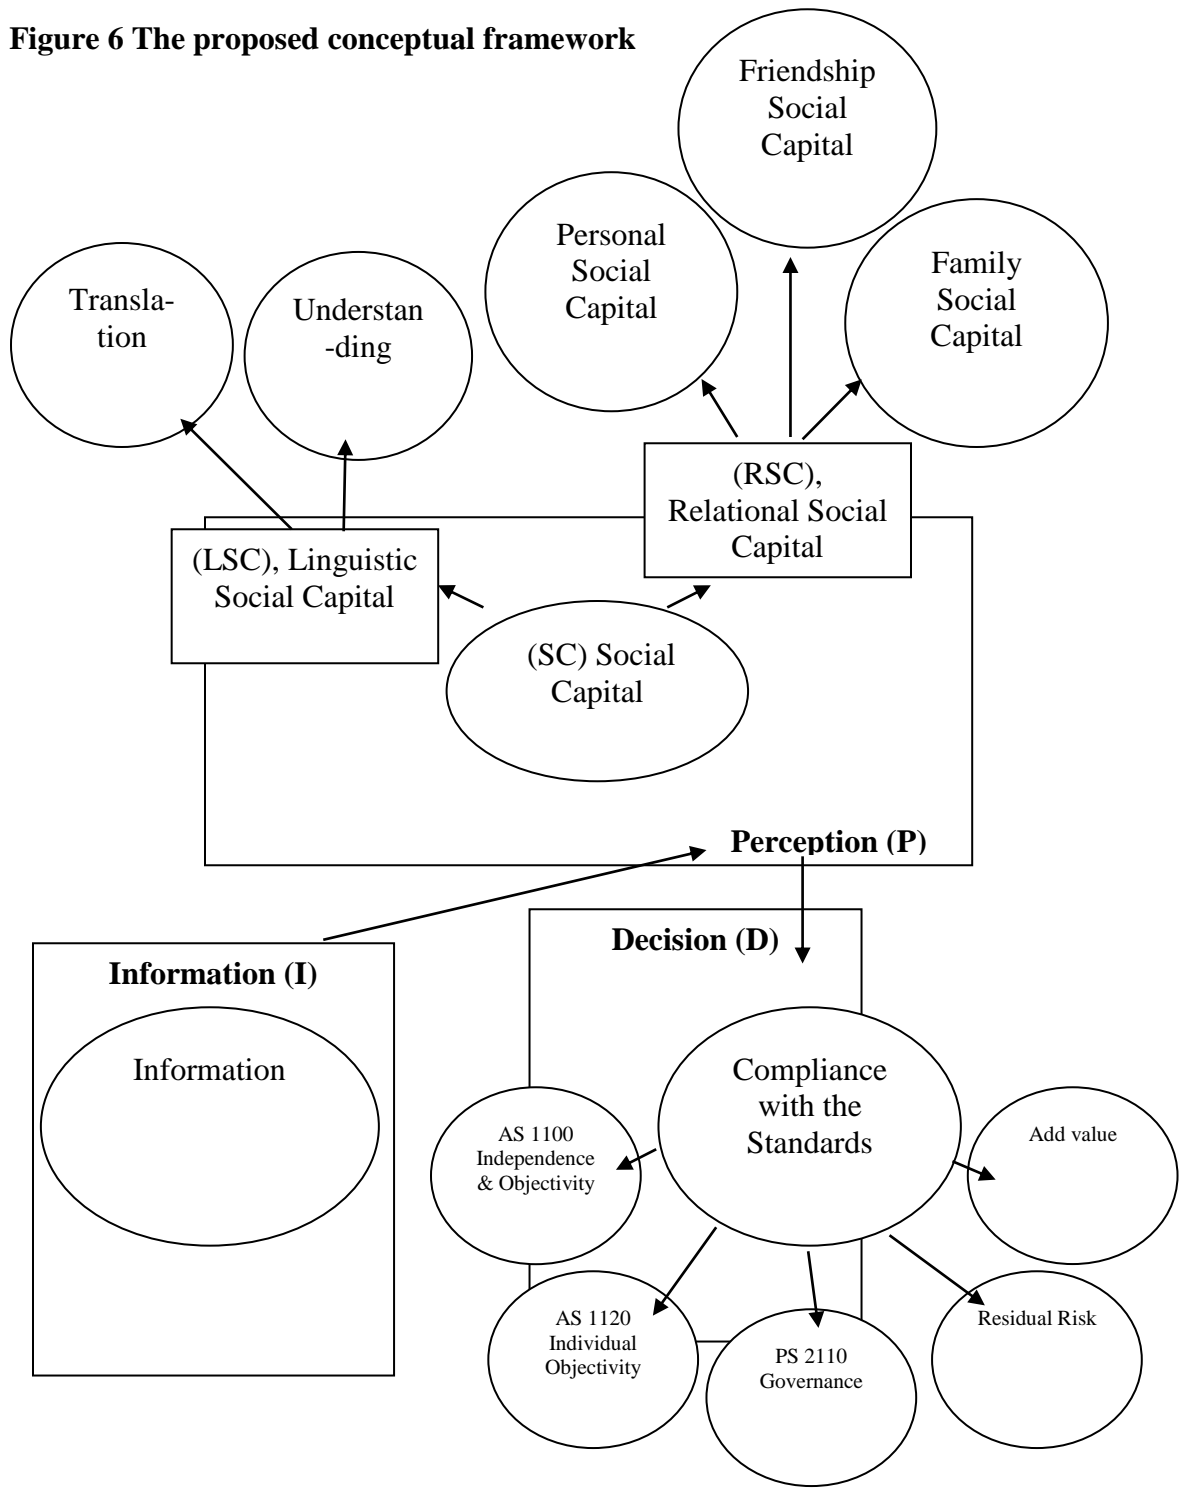 Figure 6 The proposed conceptual framework
Friendship
Social
Capital
Personal
Social
Capital
Family
Social
Capital
Transla-
tion
Understan
-ding
(RSC),
Relational Social
Capital
(LSC), Linguistic
Social Capital
(SC) Social
Capital
Perception (P)
Information (I)
Information
Decision (D)
Compliance
with the
Standards
AS 1100
Independence
& Objectivity
Add value
AS 1120
Individual
Objectivity
PS 2110
Governance
Residual Risk